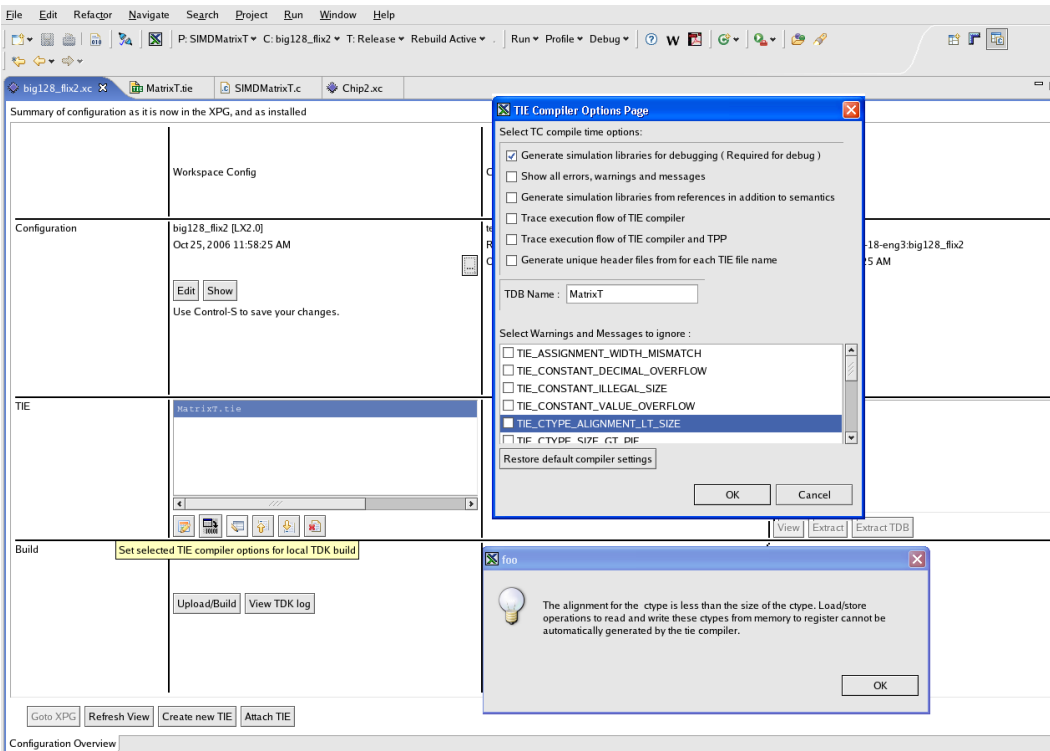 File Edit Refactor Navigate Search Project Run Window Help
P: SIMDMatrixT C: big128_flix2 T: Release Rebuild Active Run Profile Debug
big128_flix2.xc MatrixT.tie SIMDMatrixT.c Chip2.xc
Summary of configuration as it is now in the XPG, and as installed
Workspace Config
Configuration
big128_flix2 [LX2.0]
Oct 25, 2006 11:58:25 AM
...
Edit Show
Use Control-S to save your changes.
-18-eng3:big128_flix2
AM
TIE
MatrixT.tie
View Extract Extract TDB
Set selected TIE compiler options for local TDK build
Build
Upload/Build View TDK log
Goto XPG Refresh View Create new TIE Attach TIE
Configuration Overview
TIE Compiler Options Page
Select TC compile time options:
Generate simulation libraries for debugging ( Required for debug )
Show all errors, warnings and messages
Generate simulation libraries from references in addition to semantics
Trace execution flow of TIE compiler
Trace execution flow of TIE compiler and TPP
Generate unique header files from for each TIE file name
TDB Name : MatrixT
Select Warnings and Messages to ignore :
TIE_ASSIGNMENT_WIDTH_MISMATCH
TIE_CONSTANT_DECIMAL_OVERFLOW
TIE_CONSTANT_ILLEGAL_SIZE
TIE_CONSTANT_VALUE_OVERFLOW
TIE_CTYPE_ALIGNMENT_LT_SIZE
Restore default compiler settings
OK Cancel
foo
The alignment for the ctype is less than the size of the ctype. Load/store
operations to read and write these ctypes from memory to register cannot be
automatically generated by the tie compiler.
OK